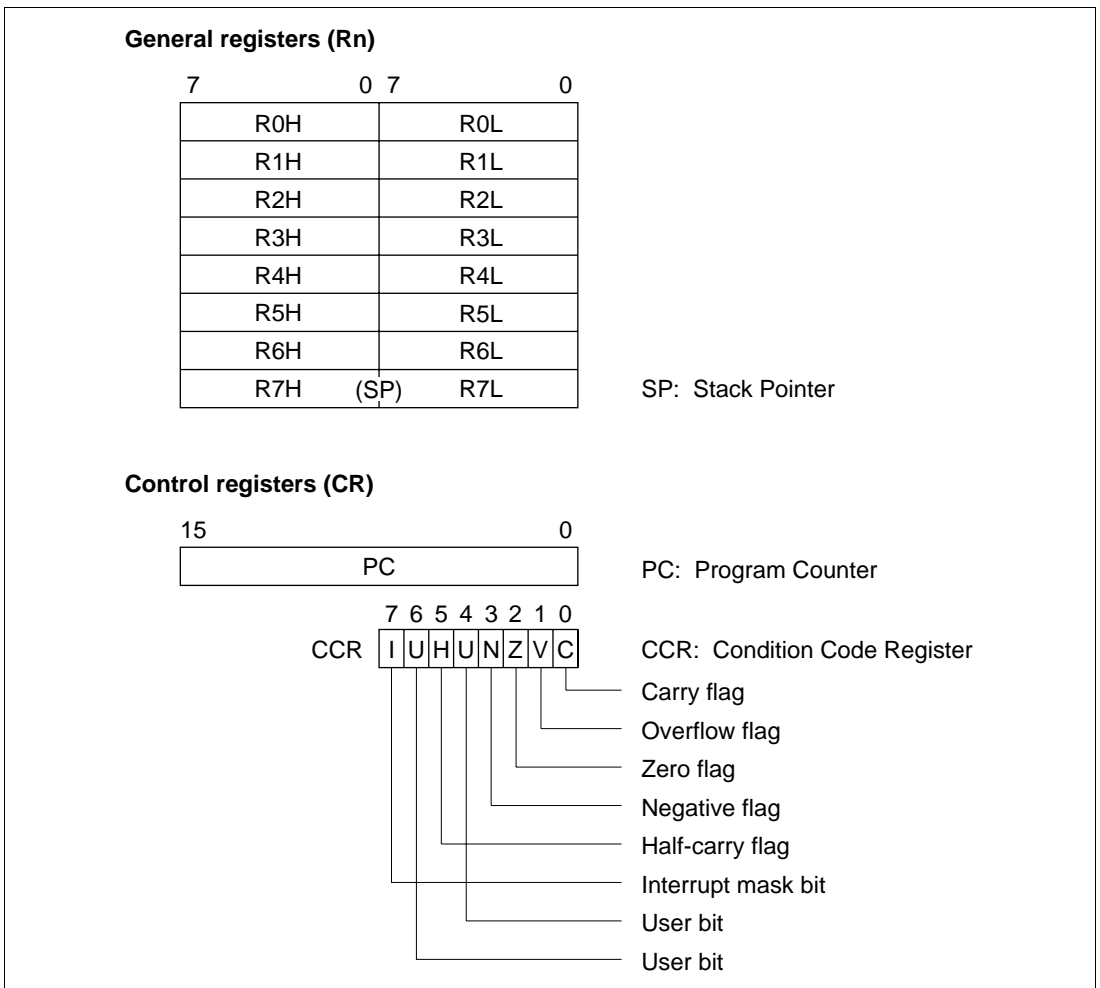 General registers (Rn)
7 0 7 0
R0H R0L
R1H R1L
R2H R2L
R3H R3L
R4H R4L
R5H R5L
R6H R6L
R7H (SP) R7L SP: Stack Pointer
Control registers (CR)
15 0
PC PC: Program Counter
7 6 5 4 3 2 1 0
CCR I U H U N Z V C CCR: Condition Code Register
Carry flag
Overflow flag
Zero flag
Negative flag
Half-carry flag
Interrupt mask bit
User bit
User bit